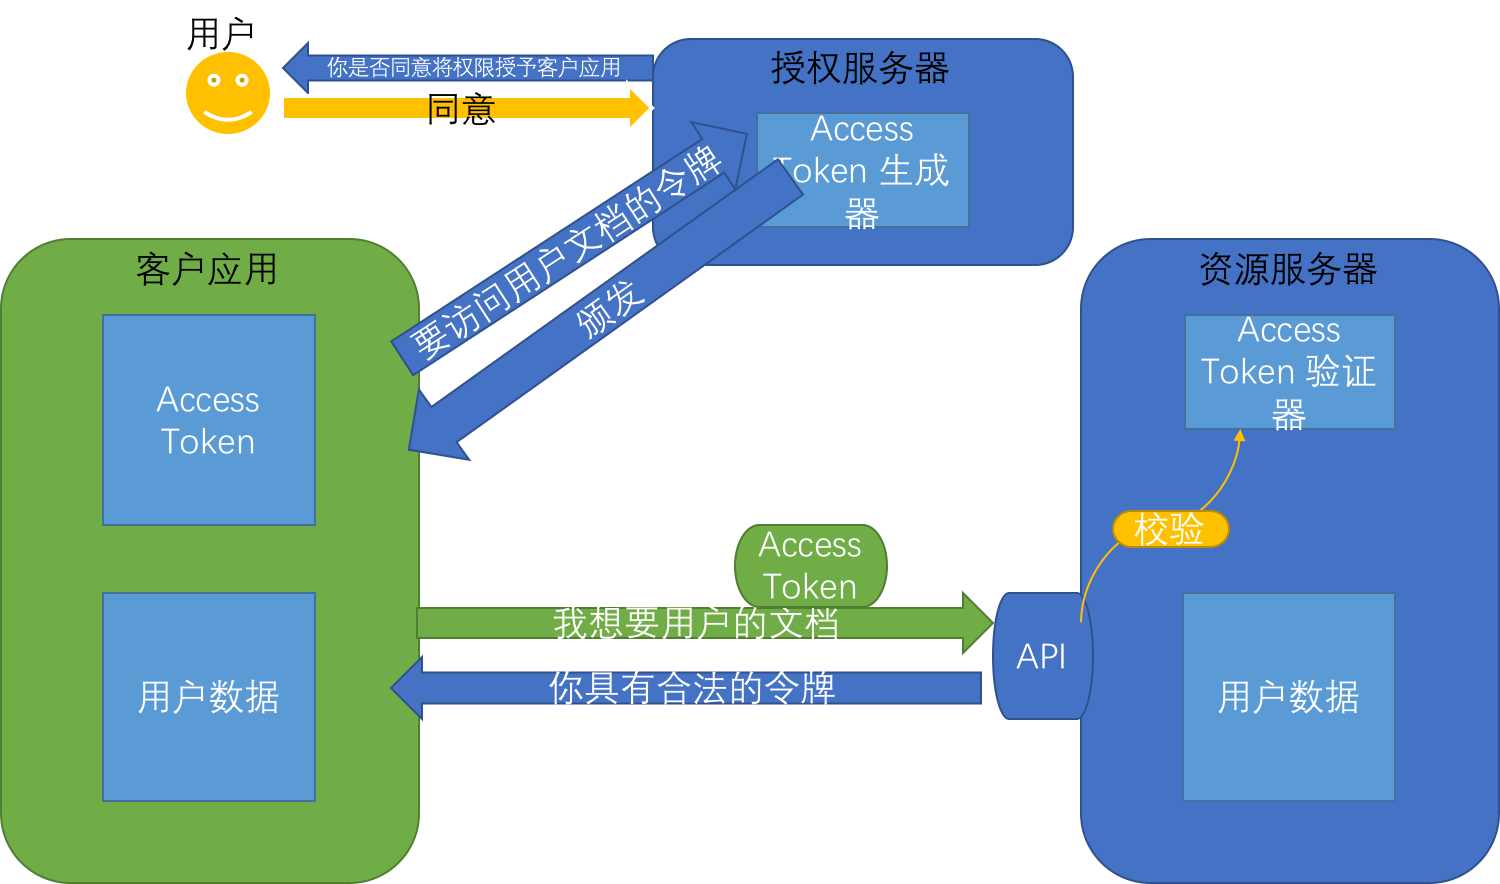 用户
你是否同意将权限授予客户应用
同意
授权服务器
Access
Token 生成
器
要访问用户文档的令牌
颁发
客户应用
Access
Token
用户数据
资源服务器
Access
Token 验证
器
校验
Access
Token
我想要用户的文档
你具有合法的令牌
API
用户数据